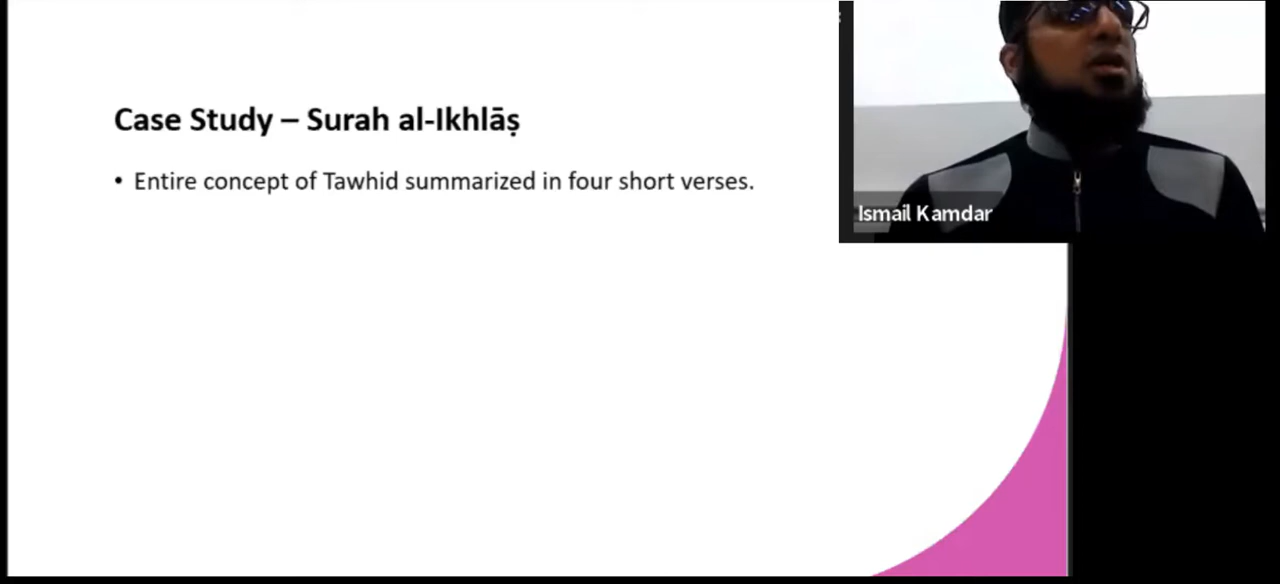 Case Study – Surah al-Ikhlāṣ
• Entire concept of Tawhid summarized in four short verses.
Ismail Kamdar